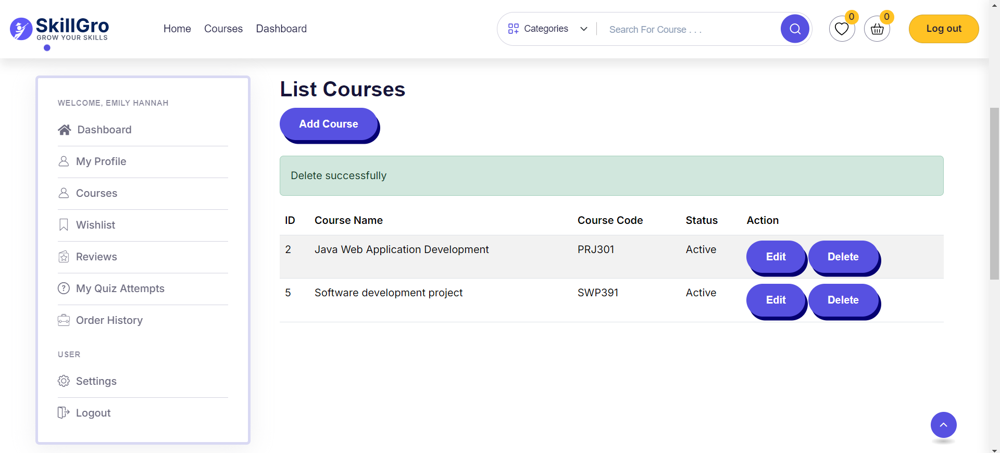 SkillGro
GROW YOUR SKILLS
Home Courses Dashboard
Categories
Search For Course . . .
0
0
Log out
WELCOME, EMILY HANNAH
Dashboard
My Profile
Courses
Wishlist
Reviews
My Quiz Attempts
Order History
USER
Settings
Logout
List Courses
Add Course
Delete successfully
ID Course Name Course Code Status Action
2 Java Web Application Development PRJ301 Active Edit Delete
5 Software development project SWP391 Active Edit Delete